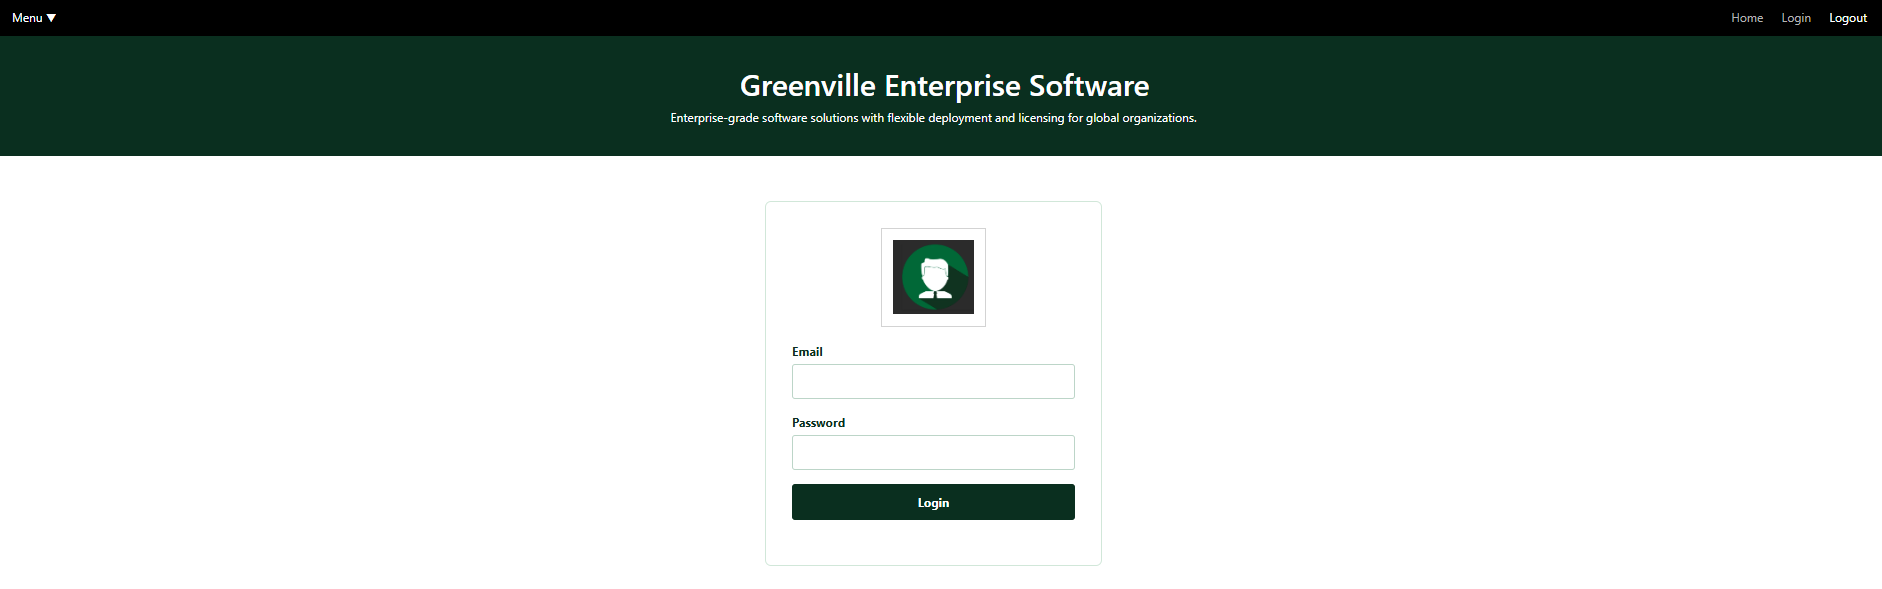 Menu ▼
Home Login Logout
Greenville Enterprise Software
Enterprise-grade software solutions with flexible deployment and licensing for global organizations.
Email
Password
Login